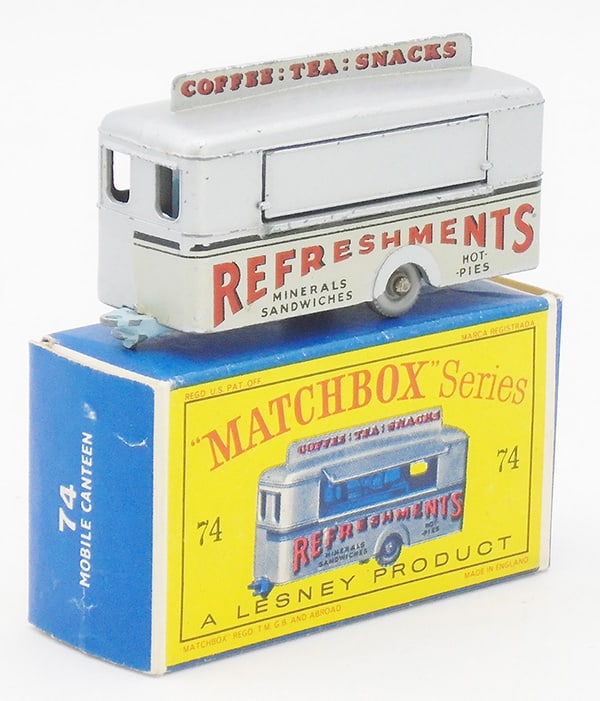 COFFEE : TEA : SNACKS
REFRESHMENTS
MINERALS
SANDWICHES
HOT-
-PIES
74
MOBILE CANTEEN
REGD U.S. PAT. OFF.
MARCA REGISTRADA
"MATCHBOX" Series
COFFEE : TEA : SNACKS
REFRESHMENTS
MINERALS
SANDWICHES
HOT-
-PIES
74
74
A LESNEY PRODUCT
MATCHBOX REGD. T.M. G.B. AND ABROAD
MADE IN ENGLAND